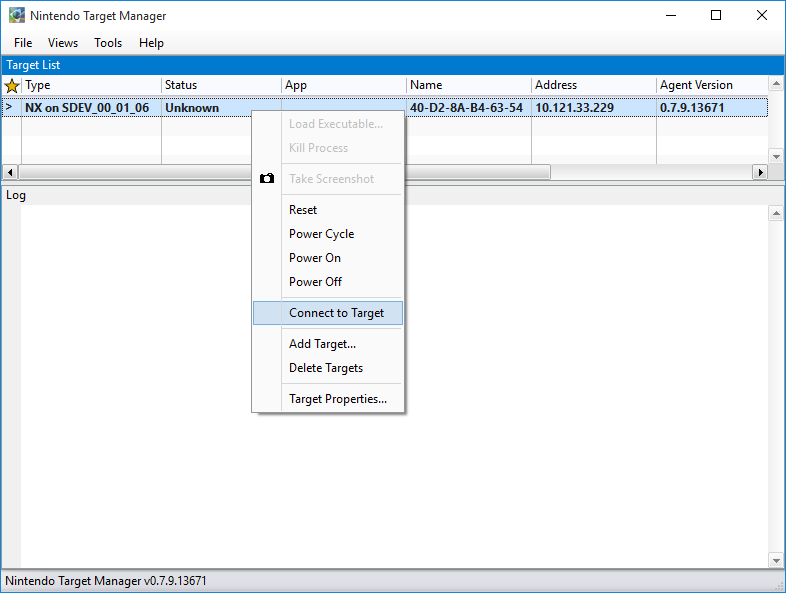 Nintendo Target Manager
File Views Tools Help
Target List
Type Status App Name Address Agent Version
> NX on SDEV_00_01_06 Unknown 40-D2-8A-B4-63-54 10.121.33.229 0.7.9.13671
Load Executable...
Kill Process
Take Screenshot
Reset
Power Cycle
Power On
Power Off
Connect to Target
Add Target...
Delete Targets
Target Properties...
Log
Nintendo Target Manager v0.7.9.13671